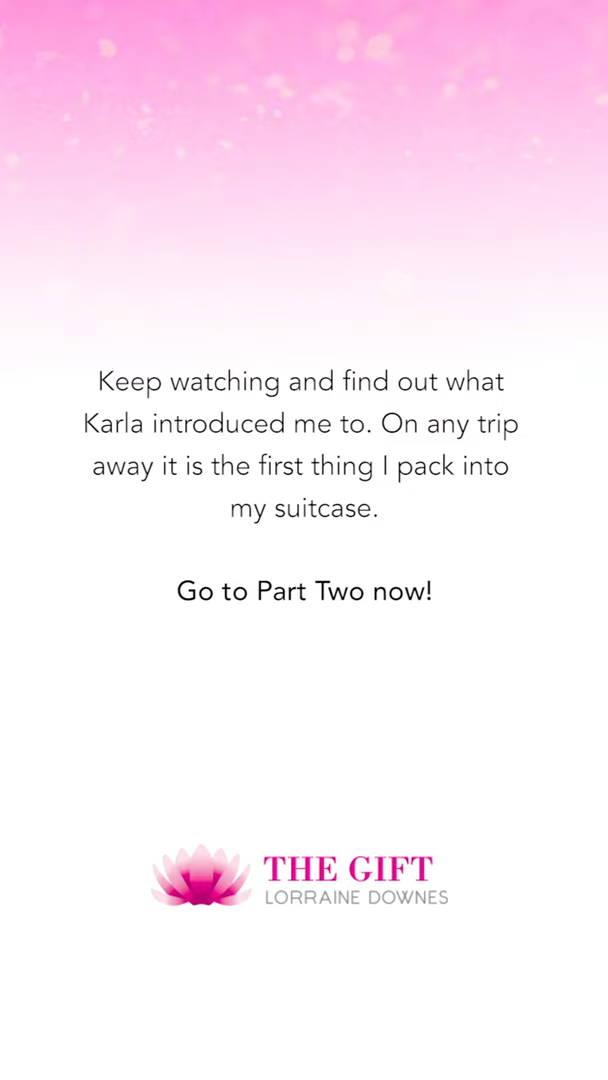 Keep watching and find out what
Karla introduced me to. On any trip
away it is the first thing I pack into
my suitcase.
Go to Part Two now!
THE GIFT
LORRAINE DOWNES